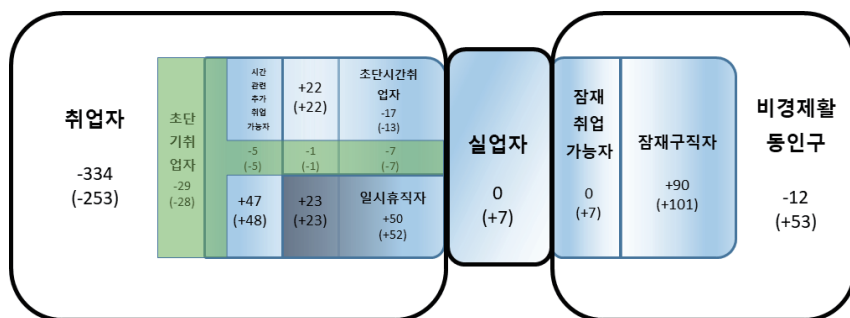 취업자
-334
(-253)
초단
기취
업자
-29
(-28)
시간
관련
추가
취업
가능자
+22
(+22)
초단시간취
업자
-17
(-13)
-5
(-5)
-1
(-1)
-7
(-7)
+47
(+48)
+23
(+23)
일시휴직자
+50
(+52)
실업자
0
(+7)
잠재
취업
가능자
0
(+7)
잠재구직자
+90
(+101)
비경제활
동인구
-12
(+53)